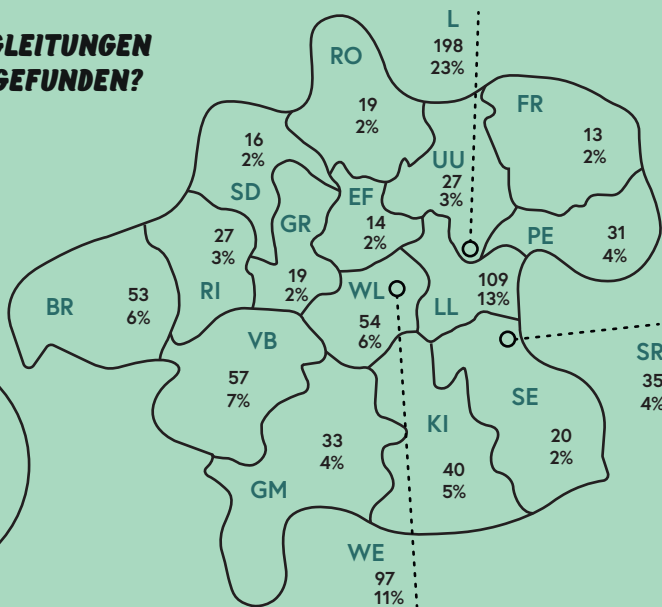 GLEITUNGEN
GEFUNDEN?
L
198
23%
RO
19
2%
FR
13
2%
16
2%
SD
UU
27
3%
EF
14
2%
GR
19
2%
PE
31
4%
27
3%
RI
BR
53
6%
WL
54
6%
109
13%
LL
VB
57
7%
SR
35
4%
SE
20
2%
KI
40
5%
33
4%
GM
WE
97
11%